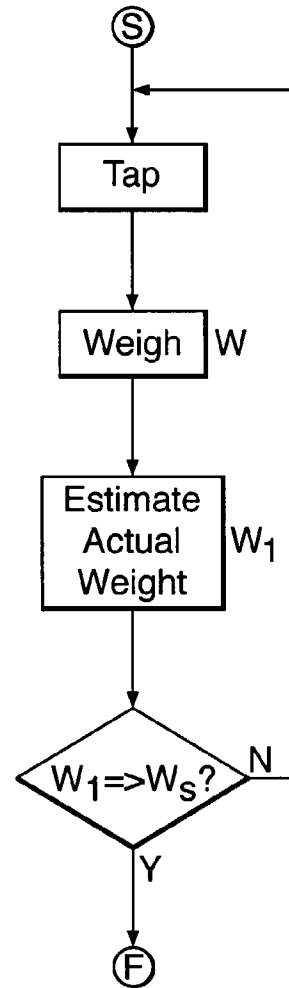 S
Tap
Weigh W
Estimate
Actual
Weight
W₁
W₁=>Wₛ?
N
Y
F